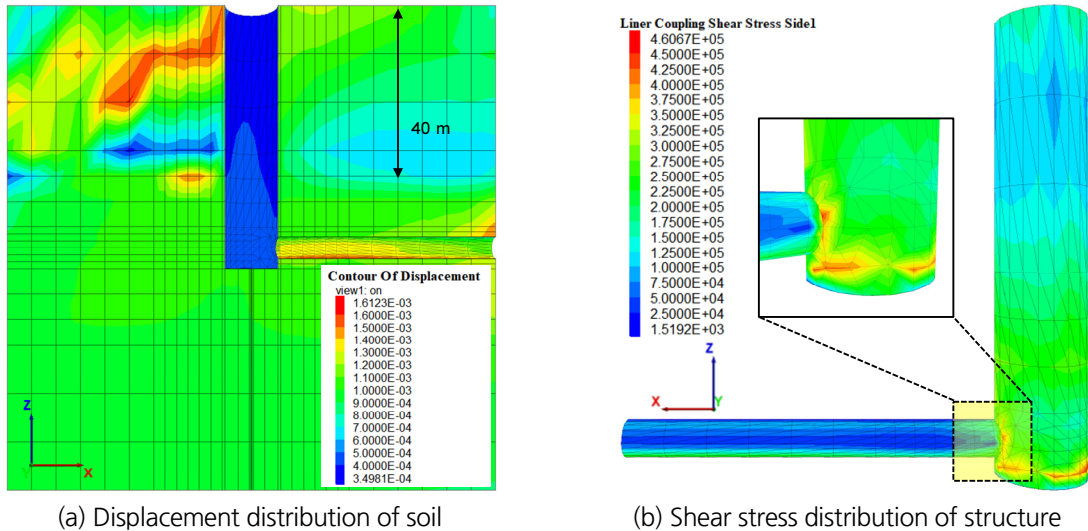 40 m
Contour Of Displacement
view1: on
1.6123E-03
1.6000E-03
1.5000E-03
1.4000E-03
1.3000E-03
1.2000E-03
1.1000E-03
1.0000E-03
9.0000E-04
8.0000E-04
7.0000E-04
6.0000E-04
5.0000E-04
4.0000E-04
3.4981E-04
Z
Y
X
(a) Displacement distribution of soil
Liner Coupling Shear Stress Side1
4.6067E+05
4.5000E+05
4.2500E+05
4.0000E+05
3.7500E+05
3.5000E+05
3.2500E+05
3.0000E+05
2.7500E+05
2.5000E+05
2.2500E+05
2.0000E+05
1.7500E+05
1.5000E+05
1.2500E+05
1.0000E+05
7.5000E+04
5.0000E+04
2.5000E+04
1.5192E+03
Z
X
Y
(b) Shear stress distribution of structure